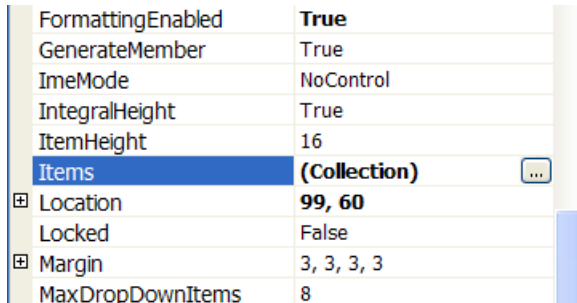 FormattingEnabled True
GenerateMember True
ImeMode NoControl
IntegralHeight True
ItemHeight 16
Items (Collection) ...
Location 99, 60
Locked False
Margin 3, 3, 3, 3
MaxDropDownItems 8